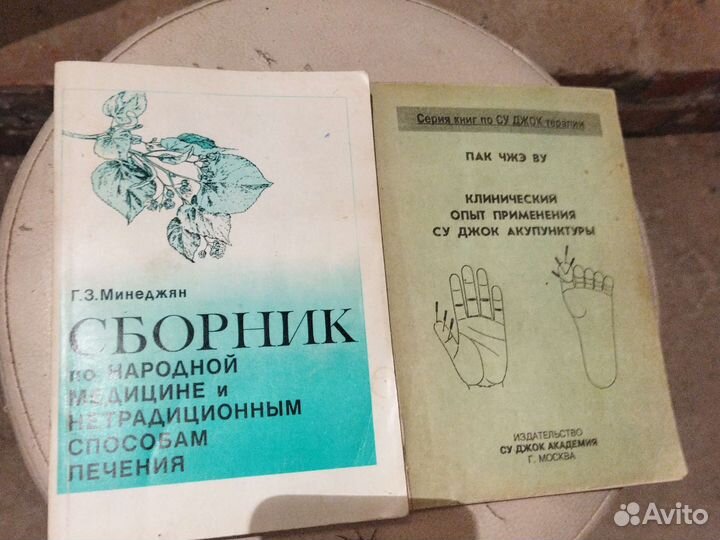 Г.З.Минеджян
СБОРНИК
по НАРОДНОЙ
МЕДИЦИНЕ и
НЕТРАДИЦИОННЫМ
СПОСОБАМ
ЛЕЧЕНИЯ
Серия книг по СУ ДЖОК терапии
ПАК ЧЖЭ ВУ
КЛИНИЧЕСКИЙ
ОПЫТ ПРИМЕНЕНИЯ
СУ ДЖОК АКУПУНКТУРЫ
ИЗДАТЕЛЬСТВО
СУ ДЖОК АКАДЕМИЯ
Г. МОСКВА
Avito